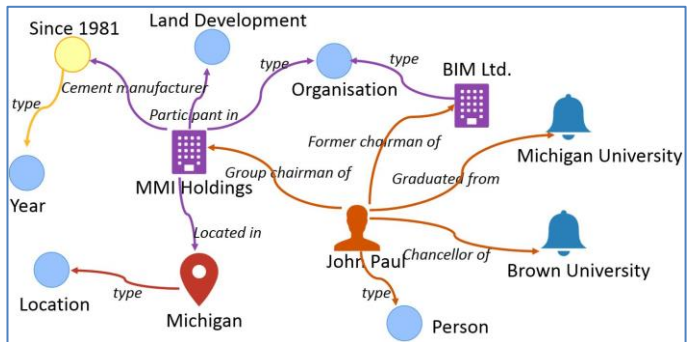 Since 1981
Land Development
type
Cement manufacturer
type
Organisation
type
BIM Ltd.
Participant in
Former chairman of
Michigan University
Year
MMI Holdings
Group chairman of
Graduated from
Located in
John Paul
Chancellor of
Brown University
Location
type
Michigan
type
Person